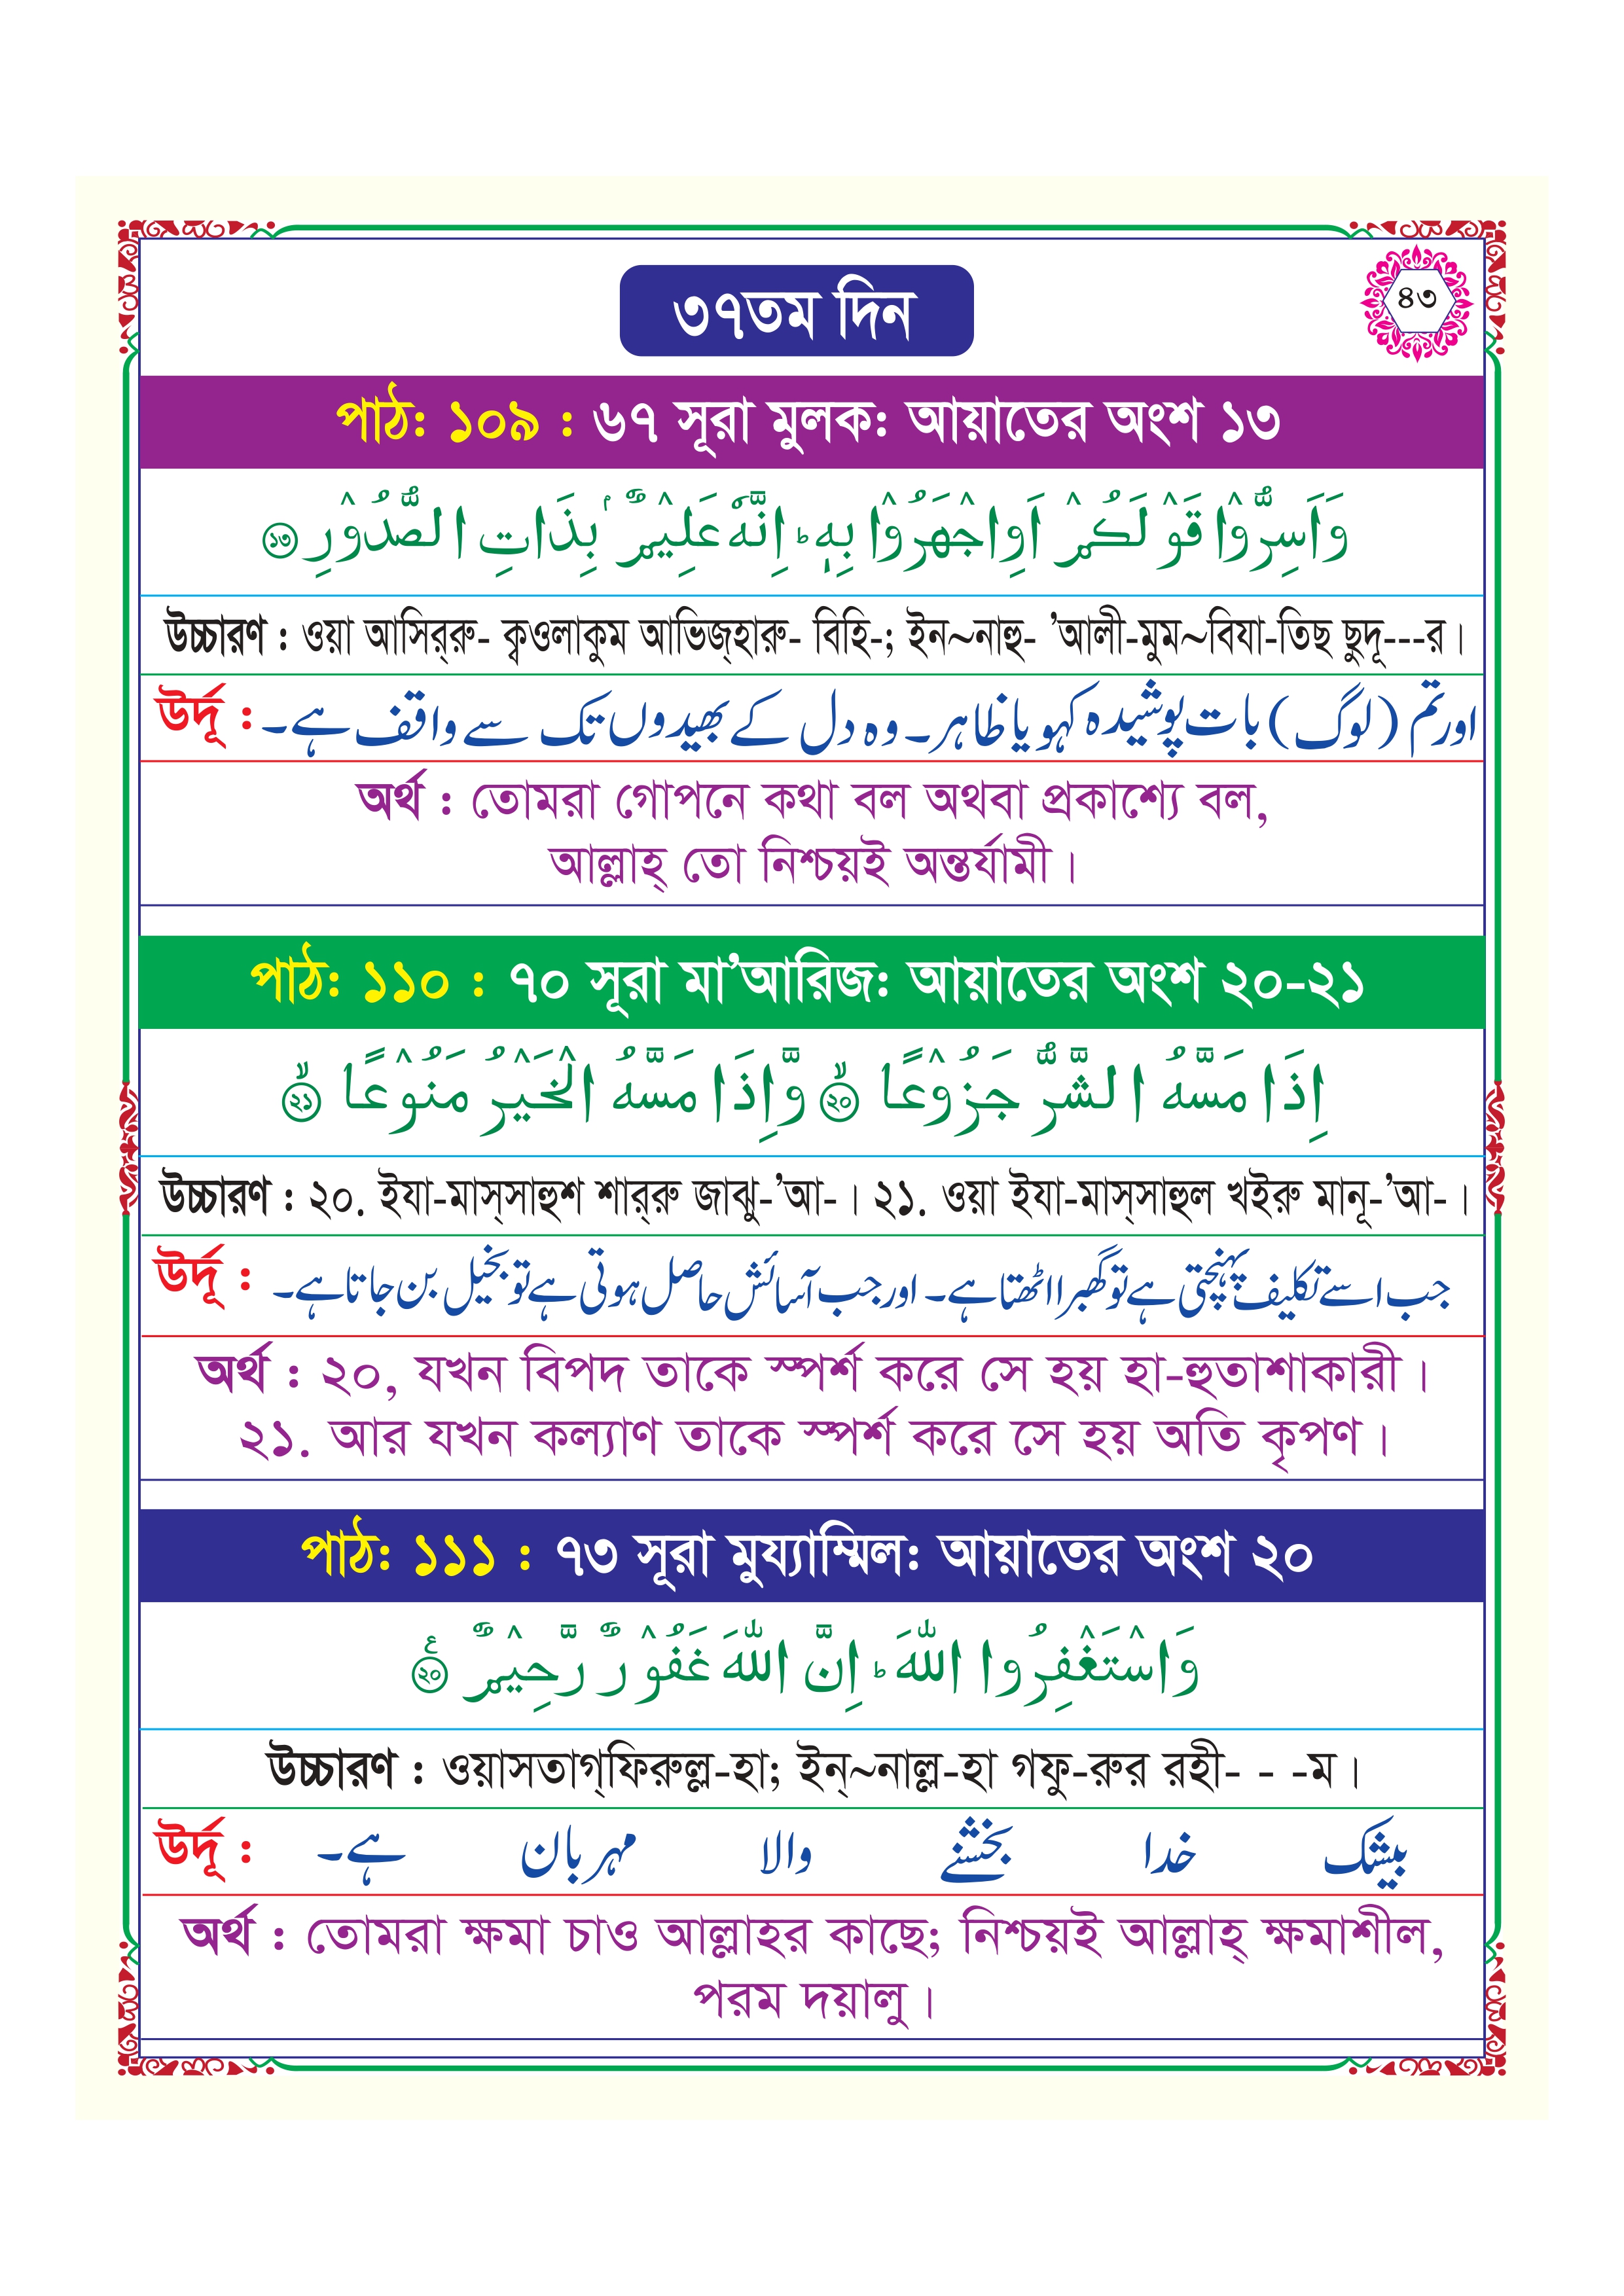 ৩৭তম দিন
৪৩
পাঠ: ১০৯ : ৬৭ সূরা মুলক: আয়াতের অংশ ১৩
وَاَسِرُّوْا قَوْلَكُمْ اَوِاجْهَرُوْا بِهٖ ؕ اِنَّهٗ عَلِيْمٌۢ بِذَاتِ الصُّدُوْرِ ১৩
উচ্চারণ : ওয়া আসির্‌রু- ক্বওলাকুম আভিজ্‌হারু- বিহি-; ইন~নাহু- ’আলী-মুম~বিযা-তিছ ছুদূ---র।
উর্দূ : اور تم (لوگ) بات پوشیدہ کہو یا ظاہر۔ وہ دل کے بھیدوں تک سے واقف ہے۔
অর্থ : তোমরা গোপনে কথা বল অথবা প্রকাশ্যে বল,
আল্লাহ্ তো নিশ্চয়ই অন্তর্যামী।
পাঠ: ১১০ : ৭০ সূরা মা’আরিজ: আয়াতের অংশ ২০-২১
اِذَا مَسَّهُ الشَّرُّ جَزُوْعًا ২০ۙ وَّاِذَا مَسَّهُ الْخَيْرُ مَنُوْعًا ২১ۙ
উচ্চারণ : ২০. ইযা-মাস্‌সাহুশ শার্‌রু জাঝু-’আ-। ২১. ওয়া ইযা-মাস্‌সাহুল খইরু মানূ-’আ-।
উর্দূ : جب اسے تکلیف پہنچتی ہے تو گھبرا اٹھتا ہے۔ اور جب آسائش حاصل ہوتی ہے تو بخیل بن جاتا ہے۔
অর্থ : ২০, যখন বিপদ তাকে স্পর্শ করে সে হয় হা-হুতাশাকারী।
২১. আর যখন কল্যাণ তাকে স্পর্শ করে সে হয় অতি কৃপণ।
পাঠ: ১১১ : ৭৩ সূরা মুয্যাম্মিল: আয়াতের অংশ ২০
وَاسْتَغْفِرُوا اللّٰهَ ؕ اِنَّ اللّٰهَ غَفُوْرٌ رَّحِيْمٌ ২০ۧ
উচ্চারণ : ওয়াসতাগ্‌ফিরুল্ল-হা; ইন্~নাল্ল-হা গফু-রুর রহী- - -ম।
উর্দূ : بیشک خدا بخشنے والا مہربان ہے۔
অর্থ : তোমরা ক্ষমা চাও আল্লাহর কাছে; নিশ্চয়ই আল্লাহ্ ক্ষমাশীল,
পরম দয়ালু।